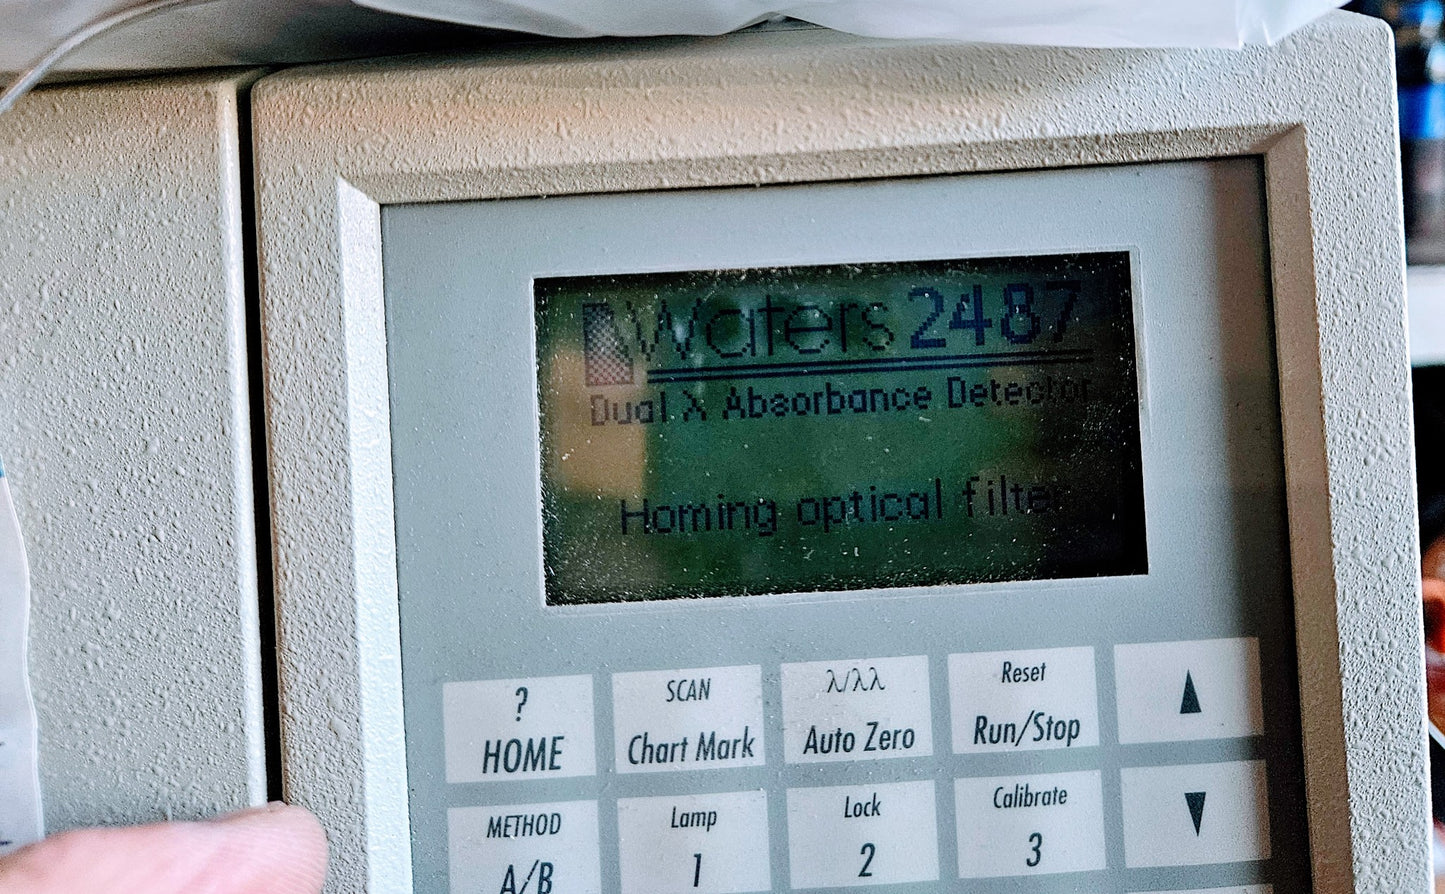 Waters 2487
Dual λ Absorbance Detector
Homing optical filter
?
HOME
SCAN
Chart Mark
λ/λλ
Auto Zero
Reset
Run/Stop
METHOD
A/B
Lamp
1
Lock
2
Calibrate
3